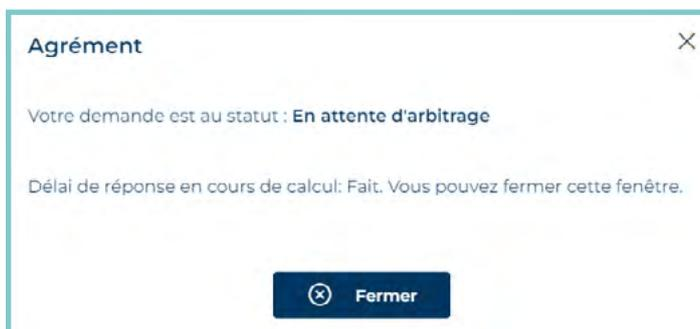 Agrément
Votre demande est au statut : En attente d'arbitrage
Délai de réponse en cours de calcul: Fait. Vous pouvez fermer cette fenêtre.
Fermer